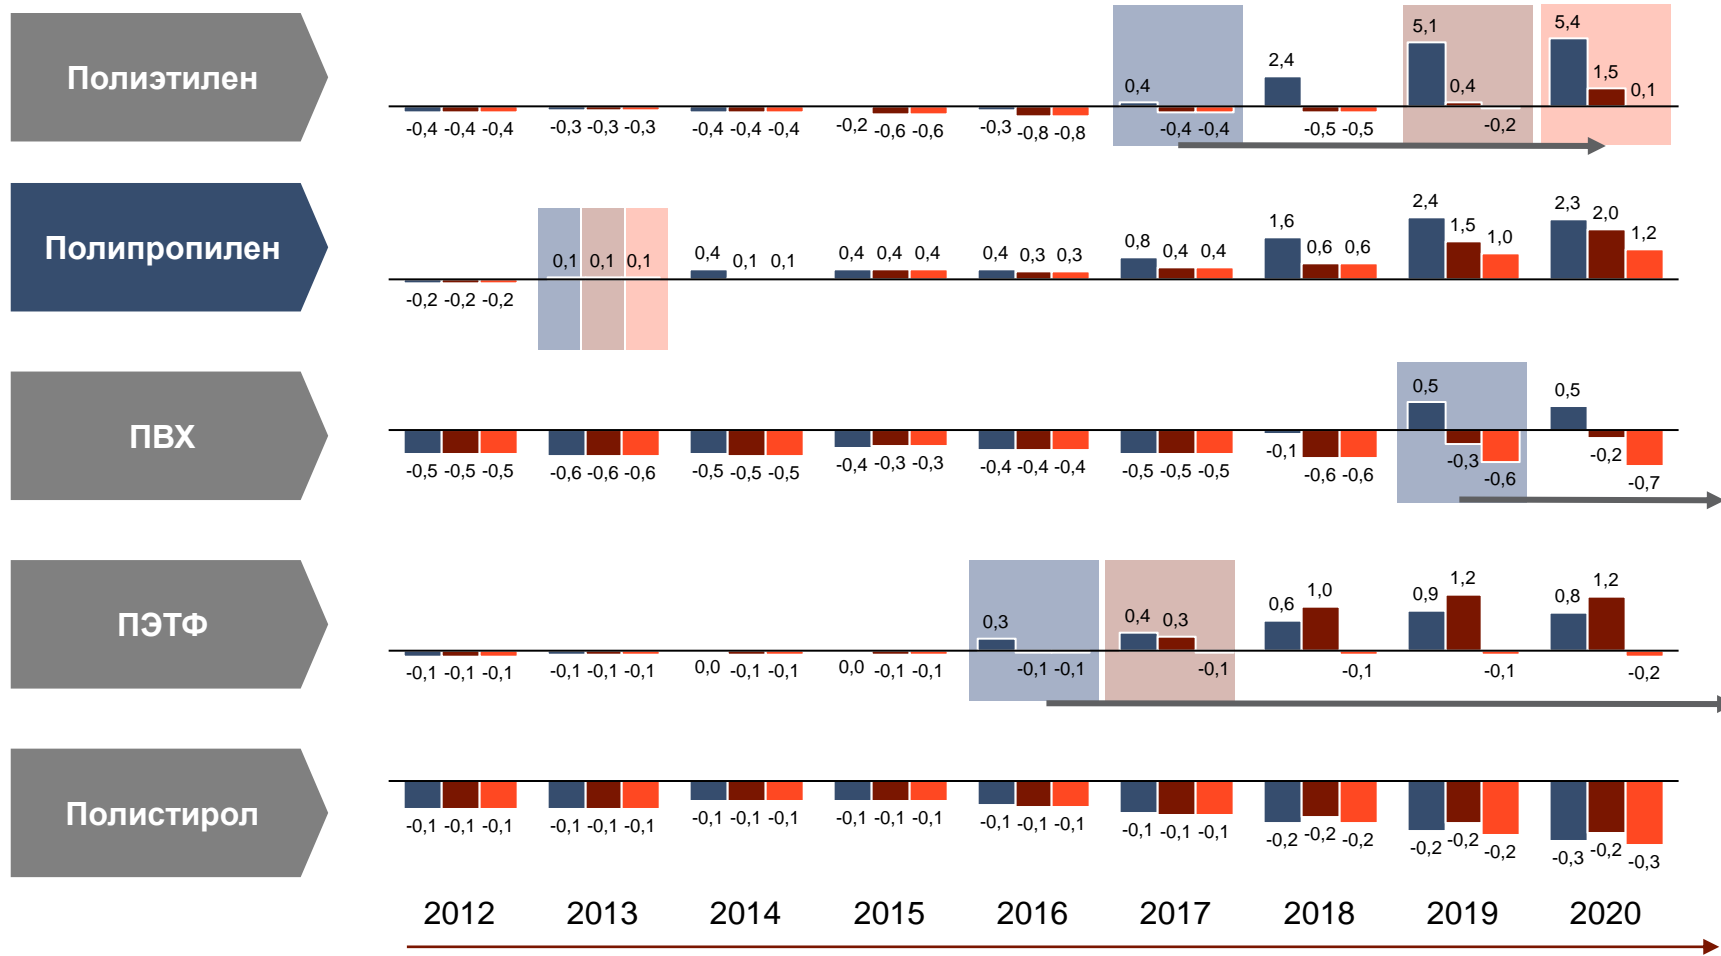 Полиэтилен
0,4 2,4 5,1 0,4 5,4 1,5 0,1
-0,4 -0,4 -0,4 -0,3 -0,3 -0,3 -0,4 -0,4 -0,4 -0,2 -0,6 -0,6 -0,3 -0,8 -0,8 -0,4 -0,4 -0,5 -0,5 -0,2
Полипропилен
0,1 0,1 0,1 0,4 0,1 0,1 0,4 0,4 0,4 0,4 0,3 0,3 0,8 0,4 0,4 1,6 0,6 0,6 2,4 1,5 1,0 2,3 2,0 1,2
-0,2 -0,2 -0,2
ПВХ
0,5 0,5
-0,5 -0,5 -0,5 -0,6 -0,6 -0,6 -0,5 -0,5 -0,5 -0,4 -0,3 -0,3 -0,4 -0,4 -0,4 -0,5 -0,5 -0,5 -0,1 -0,6 -0,6 -0,3 -0,6 -0,2 -0,7
ПЭТФ
0,3 0,4 0,3 0,6 1,0 0,9 1,2 0,8 1,2
-0,1 -0,1 -0,1 -0,1 -0,1 -0,1 0,0 -0,1 -0,1 0,0 -0,1 -0,1 -0,1 -0,1 -0,1 -0,1 -0,1 -0,2
Полистирол
-0,1 -0,1 -0,1 -0,1 -0,1 -0,1 -0,1 -0,1 -0,1 -0,1 -0,1 -0,1 -0,1 -0,1 -0,1 -0,1 -0,1 -0,1 -0,2 -0,2 -0,2 -0,2 -0,2 -0,2 -0,3 -0,2 -0,3
2012 2013 2014 2015 2016 2017 2018 2019 2020